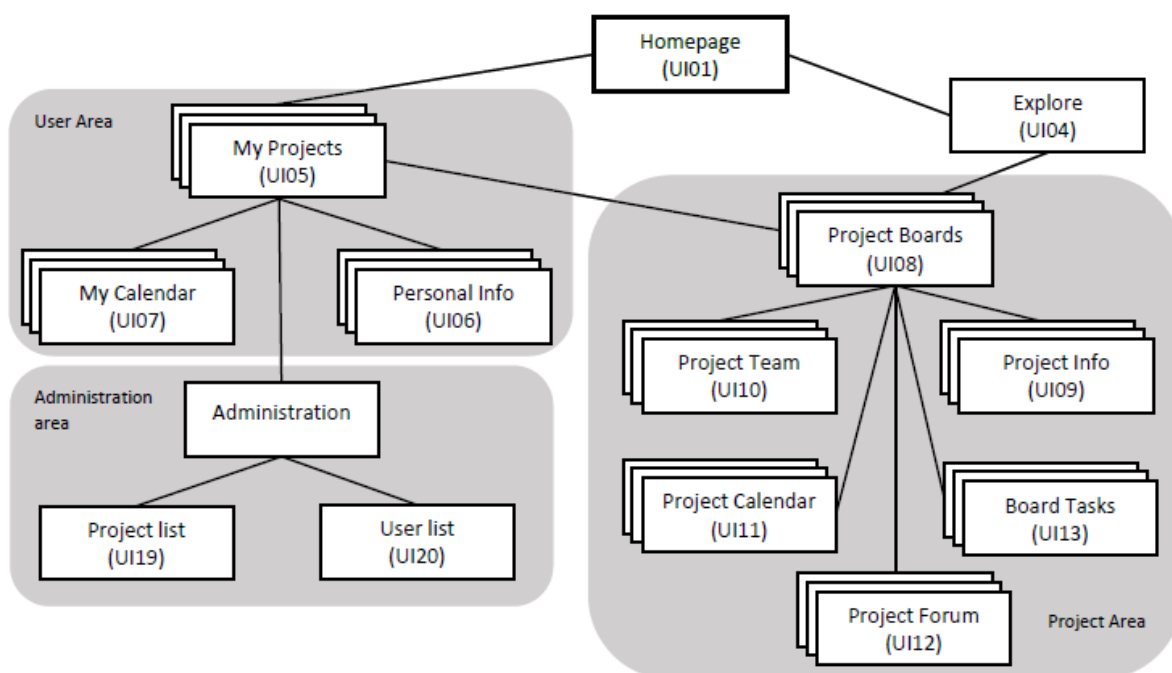 Homepage
(UI01)
Explore
(UI04)
User Area
My Projects
(UI05)
My Calendar
(UI07)
Personal Info
(UI06)
Project Boards
(UI08)
Project Team
(UI10)
Project Info
(UI09)
Administration
area
Administration
Project Calendar
(UI11)
Board Tasks
(UI13)
Project list
(UI19)
User list
(UI20)
Project Forum
(UI12)
Project Area